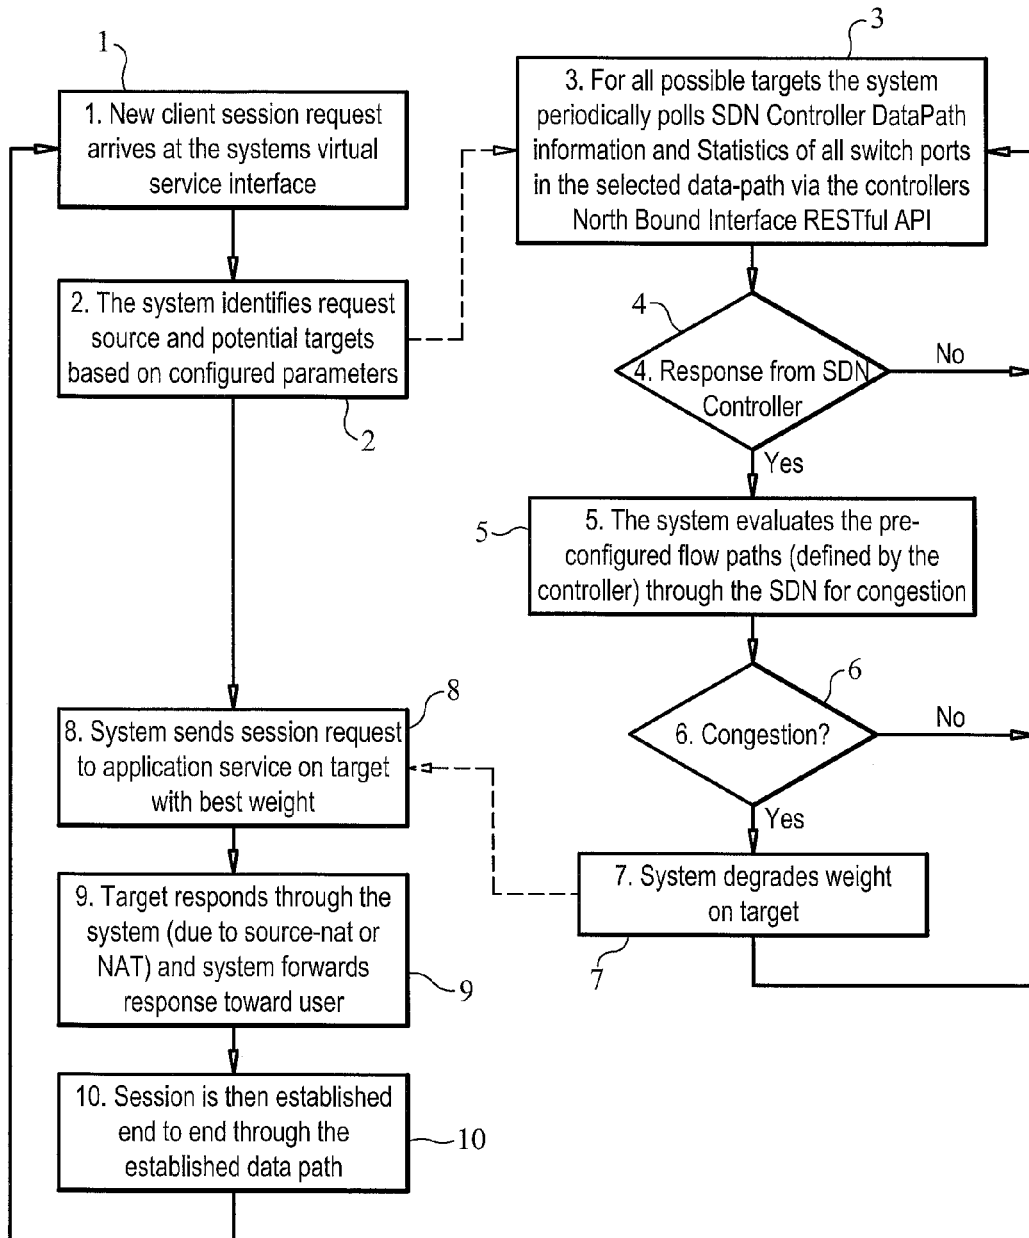 1
1. New client session request
arrives at the systems virtual
service interface
2. The system identifies request
source and potential targets
based on configured parameters
2
3
3. For all possible targets the system
periodically polls SDN Controller DataPath
information and Statistics of all switch ports
in the selected data-path via the controllers
North Bound Interface RESTful API
4
4. Response from SDN
Controller
No
Yes
5
5. The system evaluates the pre-
configured flow paths (defined by the
controller) through the SDN for congestion
6
6. Congestion?
No
Yes
7. System degrades weight
on target
7
8
8. System sends session request
to application service on target
with best weight
9. Target responds through the
system (due to source-nat or
NAT) and system forwards
response toward user
9
10. Session is then established
end to end through the
established data path
10